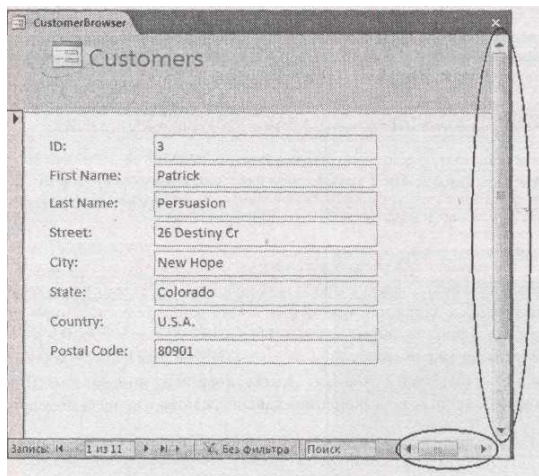 CustomerBrowser
Customers
ID: 3
First Name: Patrick
Last Name: Persuasion
Street: 26 Destiny Cr
City: New Hope
State: Colorado
Country: U.S.A.
Postal Code: 80901
Запись: 1 из 11 Без фильтра Поиск